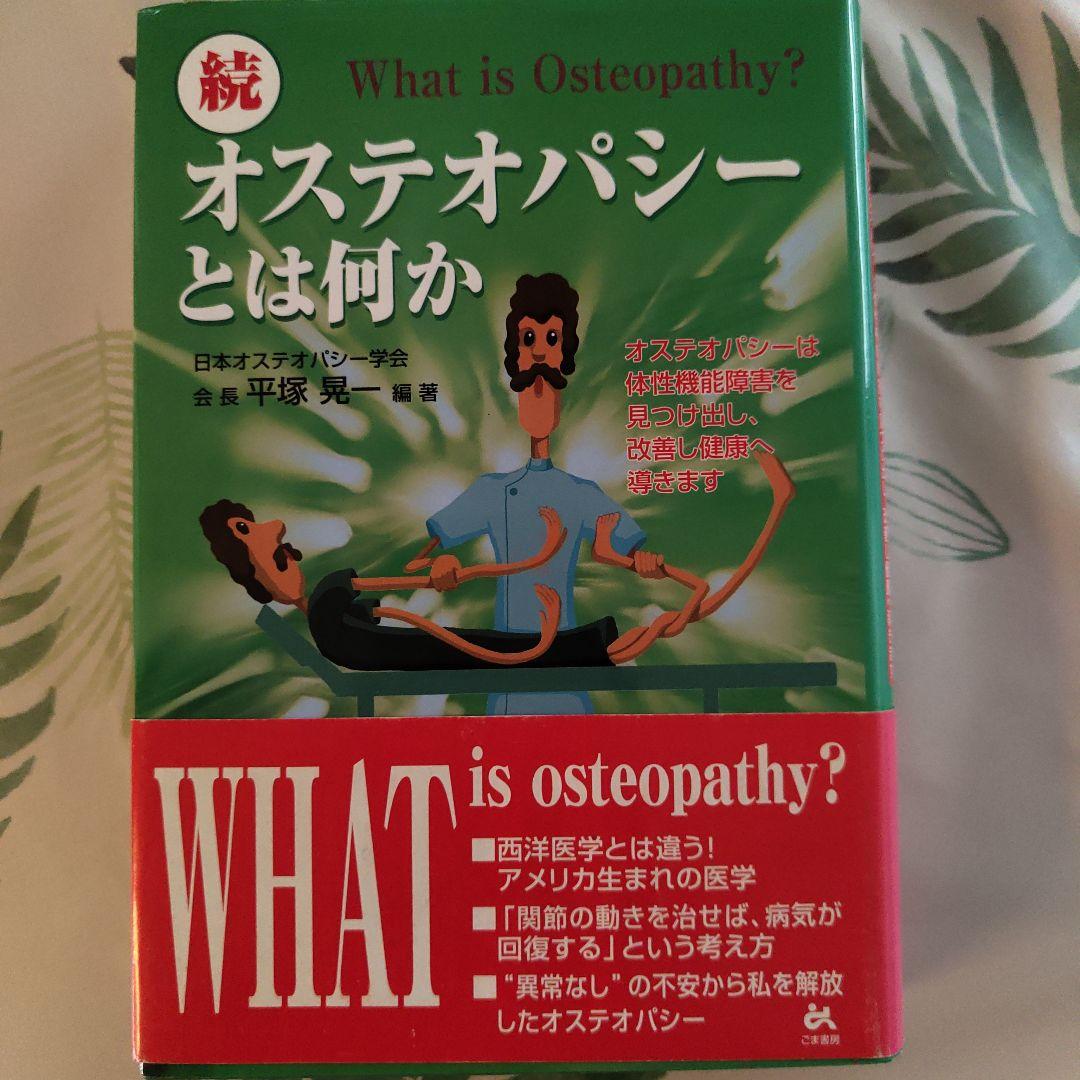 続
What is Osteopathy?
オステオパシー
とは何か
日本オステオパシー学会
会長 平塚 晃一 編著
オステオパシーは
体性機能障害を
見つけ出し、
改善し健康へ
導きます
WHAT
is osteopathy?
■西洋医学とは違う!
アメリカ生まれの医学
■「関節の動きを治せば、病気が
回復する」という考え方
■“異常なし”の不安から私を解放
したオステオパシー
ごま書房